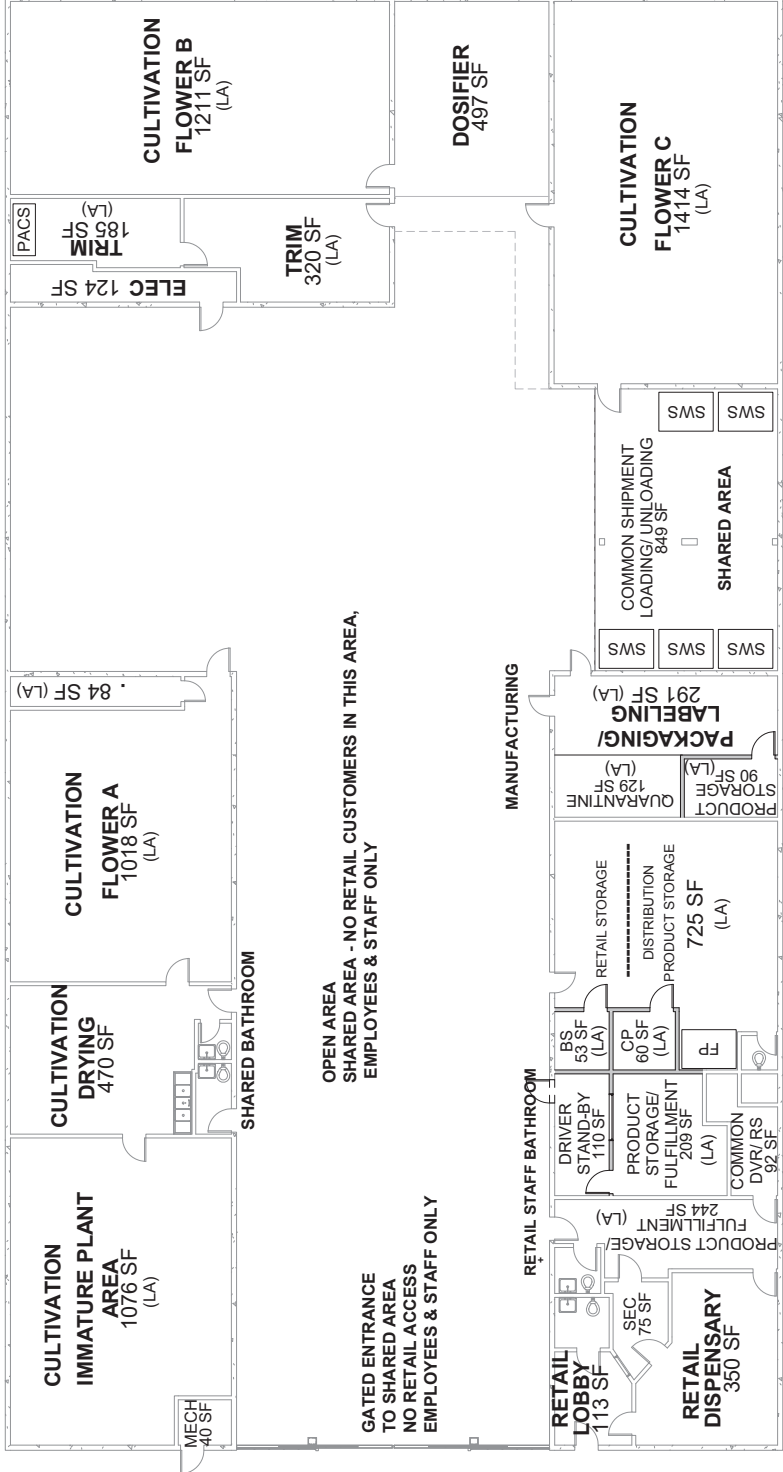 CULTIVATION
IMMATURE PLANT
AREA
1076 SF
(LA)
MECH
40 SF
CULTIVATION
DRYING
470 SF
SHARED BATHROOM
CULTIVATION
FLOWER A
1018 SF
(LA)
. 84 SF (LA)
ELEC 124 SF
TRIM
185 SF
(LA)
PACS
TRIM
320 SF
(LA)
CULTIVATION
FLOWER B
1211 SF
(LA)
DOSIFIER
497 SF
CULTIVATION
FLOWER C
1414 SF
(LA)
OPEN AREA
SHARED AREA - NO RETAIL CUSTOMERS IN THIS AREA,
EMPLOYEES & STAFF ONLY
GATED ENTRANCE
TO SHARED AREA
NO RETAIL ACCESS
EMPLOYEES & STAFF ONLY
MANUFACTURING
RETAIL STAFF BATHROOM
RETAIL
LOBBY
113 SF
SEC
75 SF
RETAIL
DISPENSARY
350 SF
PRODUCT STORAGE/
FULFILLMENT
244 SF
(LA)
DRIVER
STAND-BY
110 SF
PRODUCT
STORAGE/
FULFILLMENT
209 SF
(LA)
COMMON
DVR/ RS
92 SF
BS
53 SF
(LA)
CP
60 SF
(LA)
FP
RETAIL STORAGE
DISTRIBUTION
PRODUCT STORAGE
725 SF
(LA)
QUARANTINE
129 SF
(LA)
PRODUCT
STORAGE
90 SF
(LA)
PACKAGING/
LABELING
291 SF (LA)
COMMON SHIPMENT
LOADING/ UNLOADING
849 SF
SHARED AREA
SWS
SWS
SWS
SWS
SWS